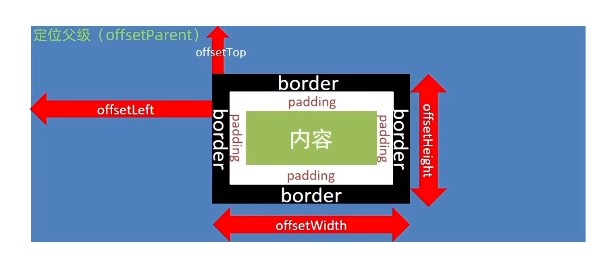 定位父级（offsetParent）
offsetTop
border
padding
offsetLeft
border
padding
内容
padding
border
offsetHeight
padding
border
offsetWidth